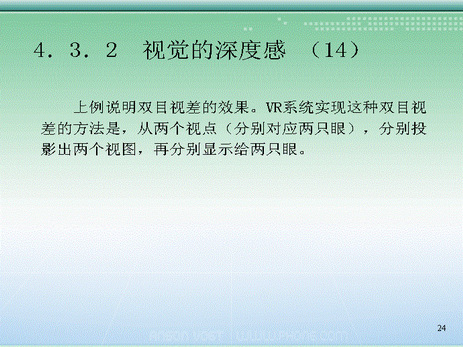 4．3．2　视觉的深度感　（14）
上例说明双目视差的效果。VR系统实现这种双目视
差的方法是，从两个视点（分别对应两只眼），分别投
影出两个视图，再分别显示给两只眼。
24